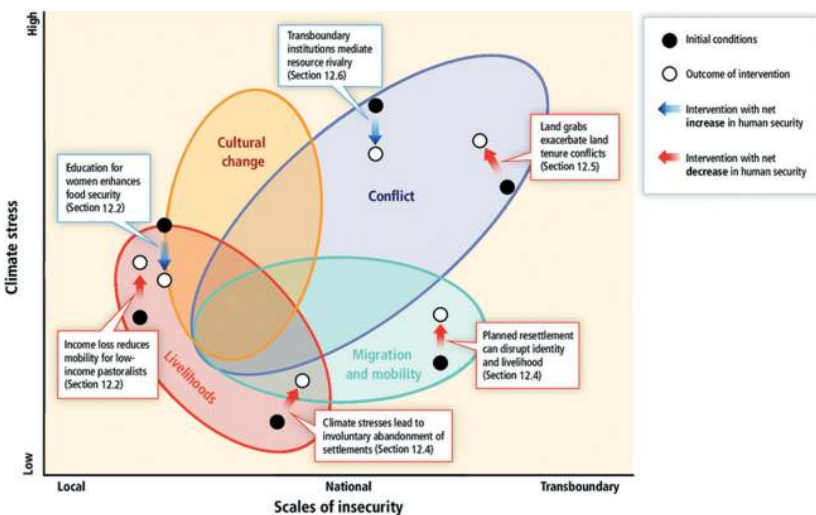 High
Climate stress
Low
Transboundary
institutions mediate
resource rivalry
(Section 12.6)
Cultural
change
Education for
women enhances
food security
(Section 12.2)
Land grabs
exacerbate land
tenure conflicts
(Section 12.5)
Conflict
Income loss reduces
mobility for low-
income pastoralists
(Section 12.2)
Livelihoods
Migration
and mobility
Planned resettlement
can disrupt identity
and livelihood
(Section 12.4)
Climate stresses lead to
involuntary abandonment of
settlements (Section 12.4)
Local
National
Transboundary
Scales of insecurity
Initial conditions
Outcome of intervention
Intervention with net
increase in human security
Intervention with net
decrease in human security